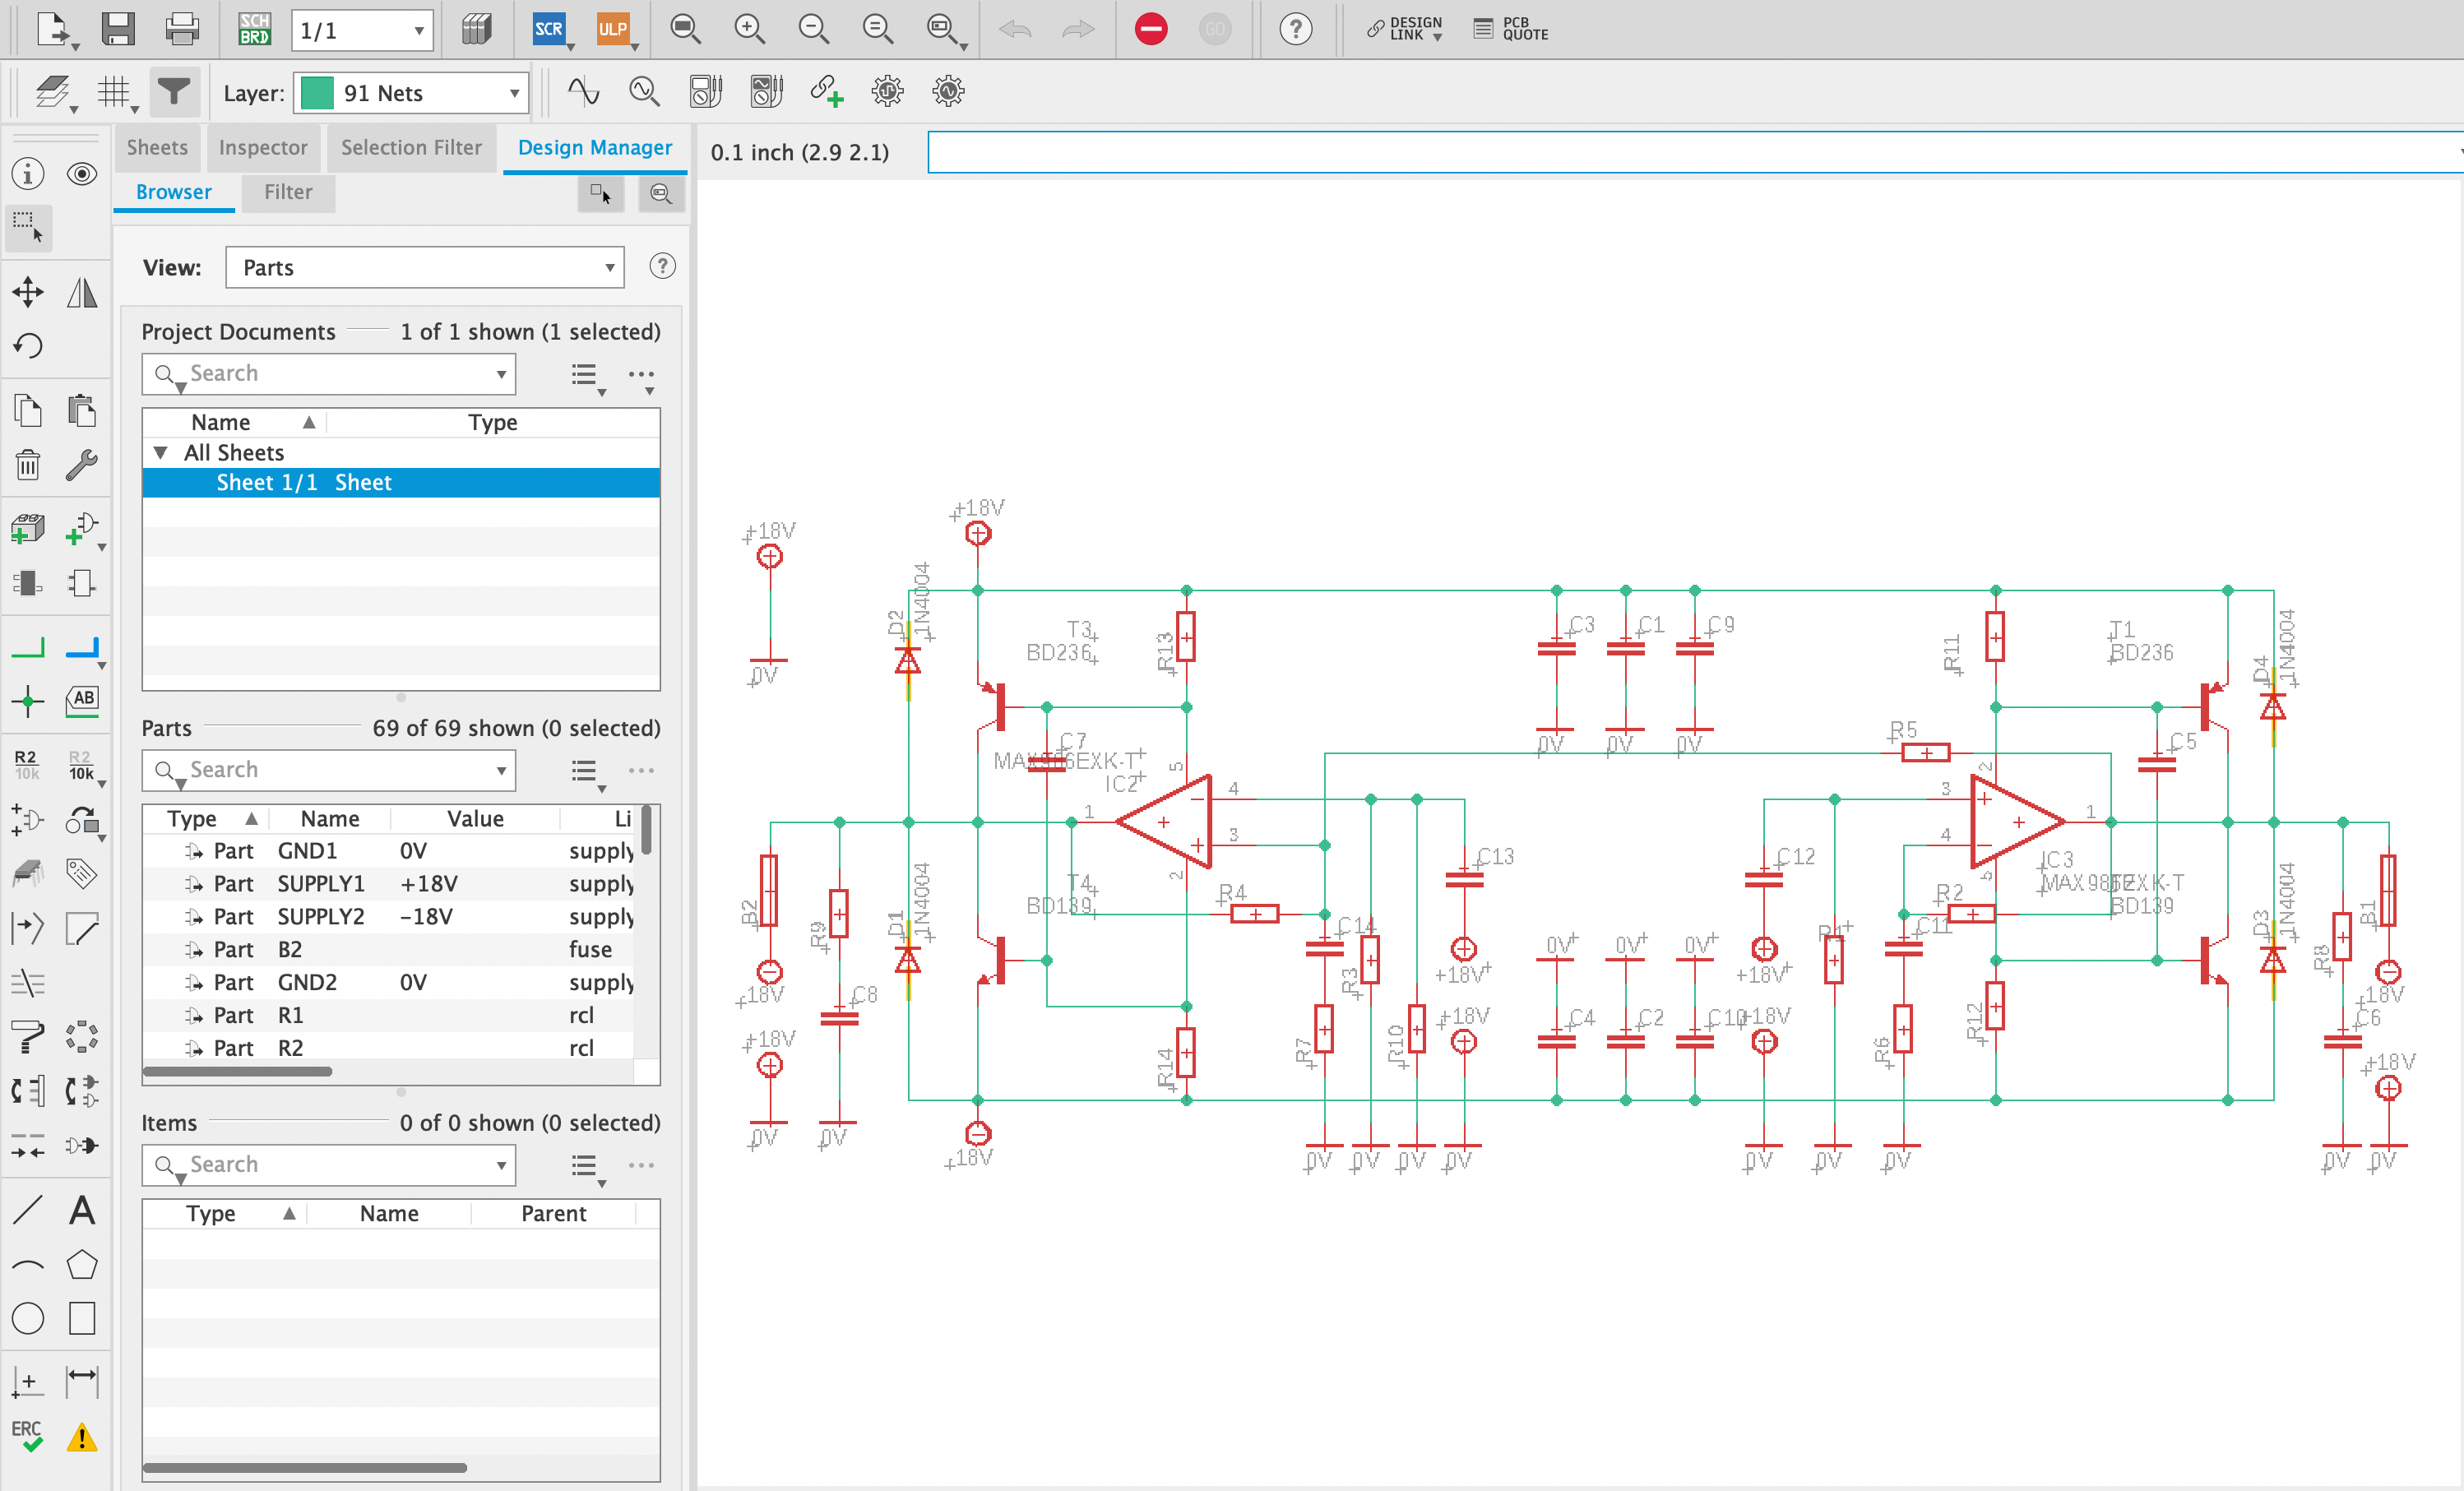 SCH
BRD
1/1
SCR
ULP
GO
?
DESIGN
LINK
PCB
QUOTE
Layer: 91 Nets
Sheets Inspector Selection Filter Design Manager
Browser Filter
0.1 inch (2.9 2.1)
View: Parts ?
Project Documents 1 of 1 shown (1 selected)
Search
Name Type
All Sheets
Sheet 1/1 Sheet
Parts 69 of 69 shown (0 selected)
Search
Type Name Value Li
Part GND1 0V supply
Part SUPPLY1 +18V supply
Part SUPPLY2 -18V supply
Part B2 fuse
Part GND2 0V supply
Part R1 rcl
Part R2 rcl
Items 0 of 0 shown (0 selected)
Search
Type Name Parent
AB
R2
10k
R2
10k
A
ERC
+18V
+18V
0V
D2
1N4004
T3
BD236
R13
C3
C1
C9
0V
0V
0V
R11
T1
BD236
D4
1N4004
C7
MAX986EXK-T
IC2
5
4
3
1
2
R5
2
3
4
1
5
C5
IC3
MAX986EXK-T
BD139
C13
C12
T4
BD139
D1
1N4004
R4
R2
B2
R9
C14
R3
C11
R1
0V
0V
0V
+18V
+18V
D3
1N4004
R8
B1
-18V
+18V
C8
R14
R7
R10
+18V
C4
C2
C10
+18V
R6
R12
-18V
C6
+18V
0V
0V
-18V
0V
0V
0V
0V
0V
0V
0V
0V
0V